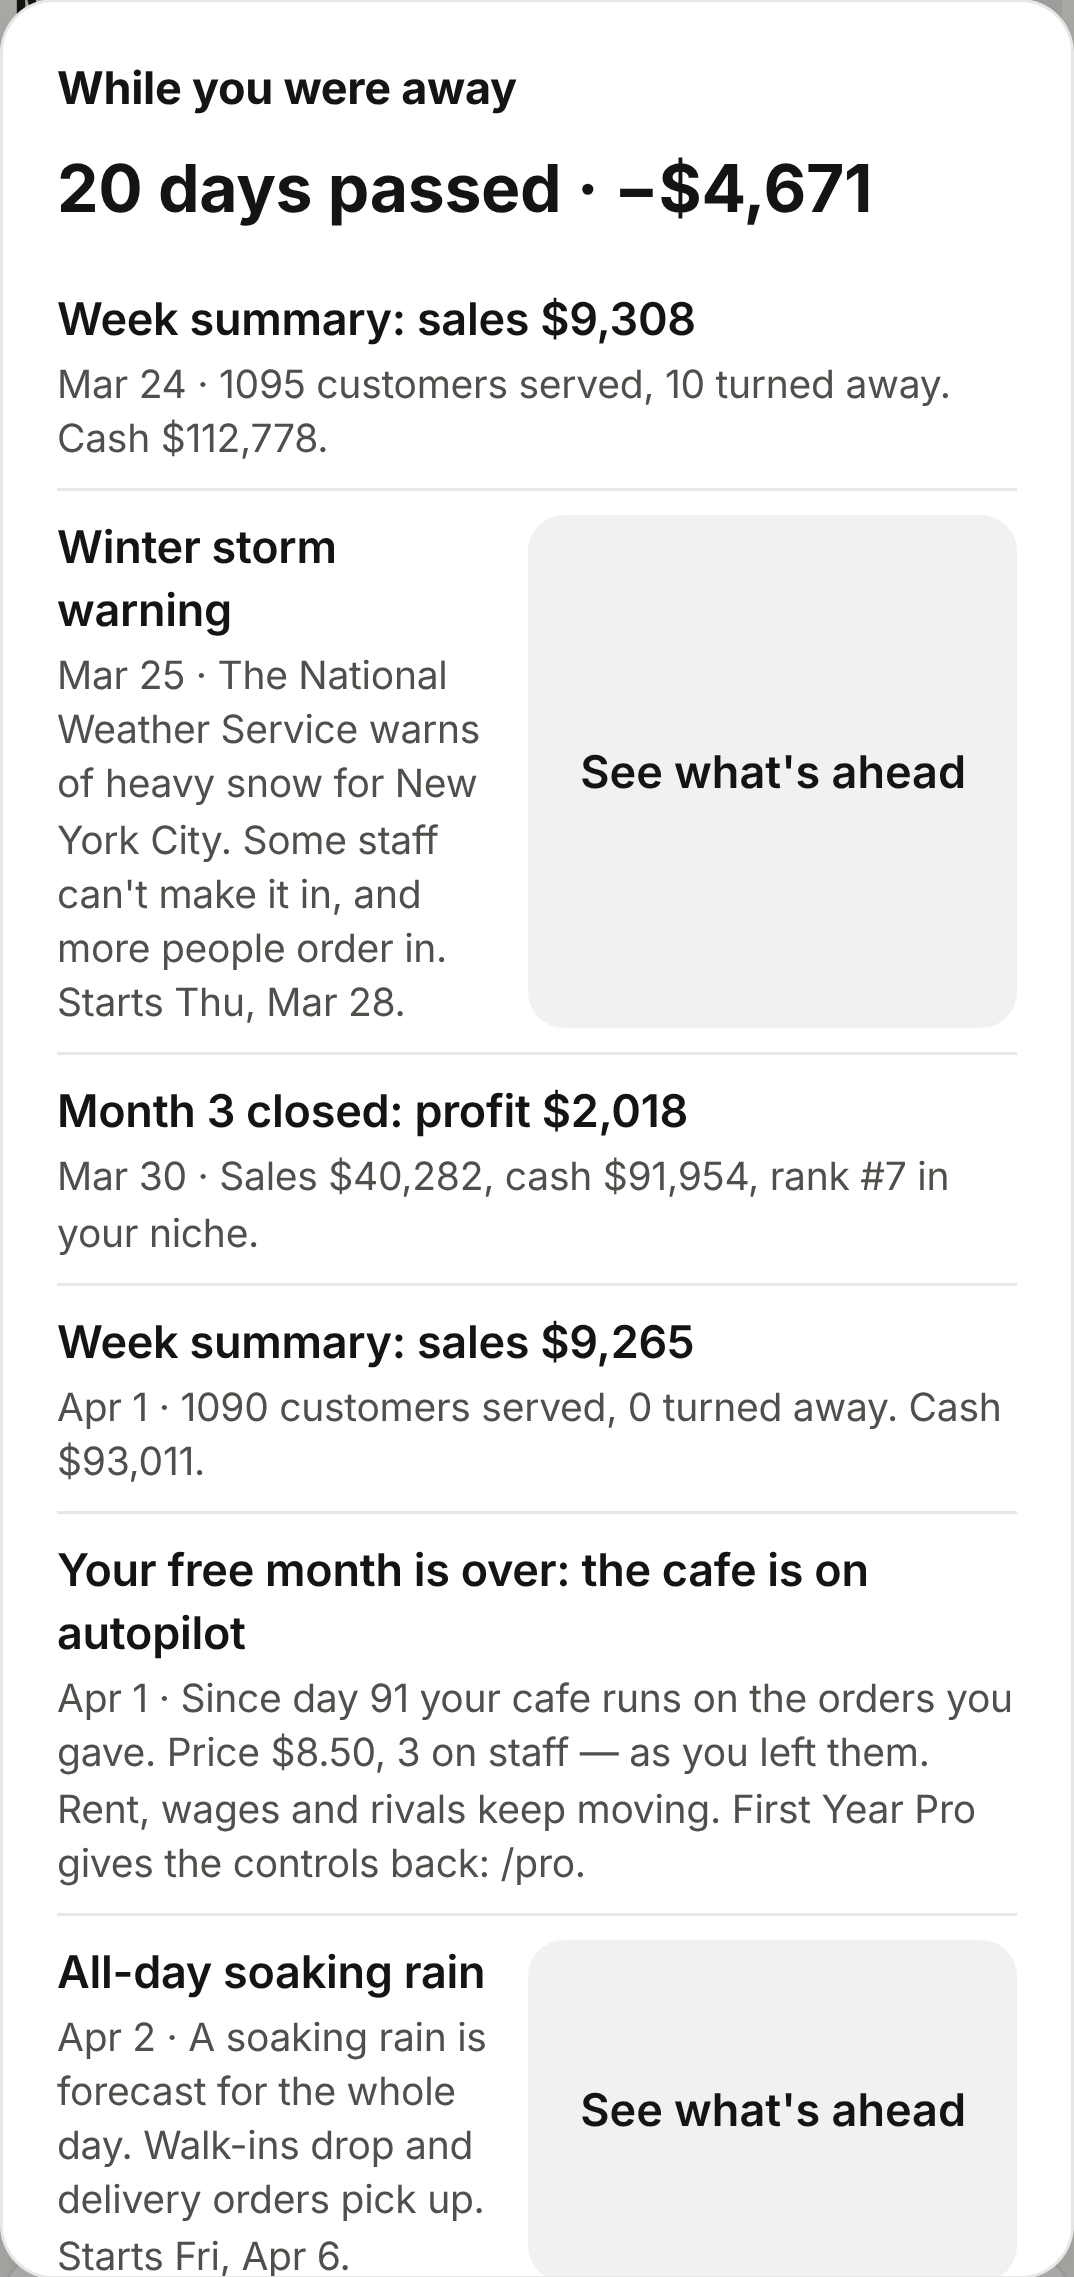 While you were away
20 days passed · −$4,671
Week summary: sales $9,308
Mar 24 · 1095 customers served, 10 turned away.
Cash $112,778.
Winter storm
warning
Mar 25 · The National
Weather Service warns
of heavy snow for New
York City. Some staff
can't make it in, and
more people order in.
Starts Thu, Mar 28.
See what's ahead
Month 3 closed: profit $2,018
Mar 30 · Sales $40,282, cash $91,954, rank #7 in
your niche.
Week summary: sales $9,265
Apr 1 · 1090 customers served, 0 turned away. Cash
$93,011.
Your free month is over: the cafe is on
autopilot
Apr 1 · Since day 91 your cafe runs on the orders you
gave. Price $8.50, 3 on staff — as you left them.
Rent, wages and rivals keep moving. First Year Pro
gives the controls back: /pro.
All-day soaking rain
Apr 2 · A soaking rain is
forecast for the whole
day. Walk-ins drop and
delivery orders pick up.
Starts Fri, Apr 6.
See what's ahead